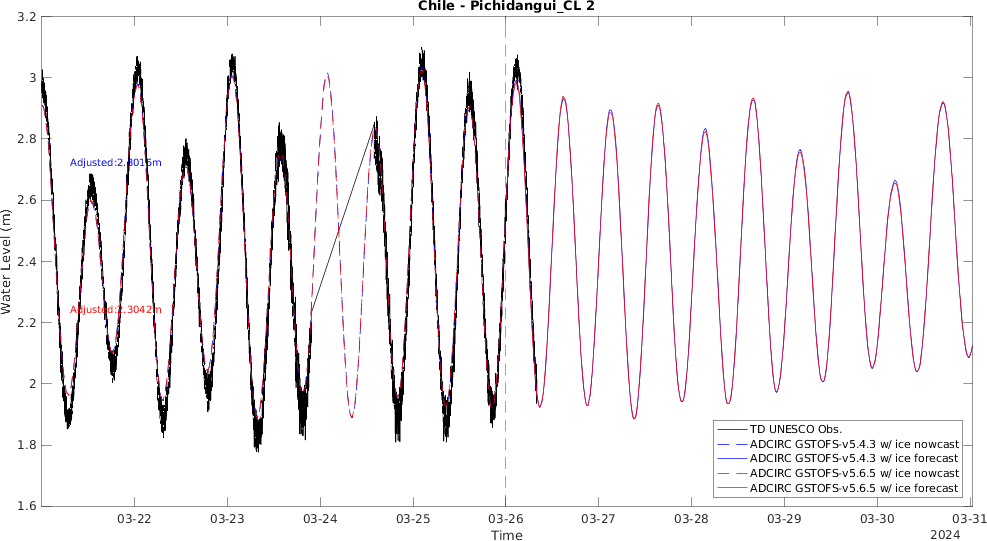 Chile - Pichidangui_CL 2
3.2
3
2.8
2.6
2.4
2.2
2
1.8
1.6
Water Level (m)
Adjusted:2.3015m
Adjusted:2.3042m
TD UNESCO Obs.
ADCIRC GSTOFS-v5.4.3 w/ ice nowcast
ADCIRC GSTOFS-v5.4.3 w/ ice forecast
ADCIRC GSTOFS-v5.6.5 w/ ice nowcast
ADCIRC GSTOFS-v5.6.5 w/ ice forecast
03-22 03-23 03-24 03-25 03-26 03-27 03-28 03-29 03-30 03-31
Time
2024